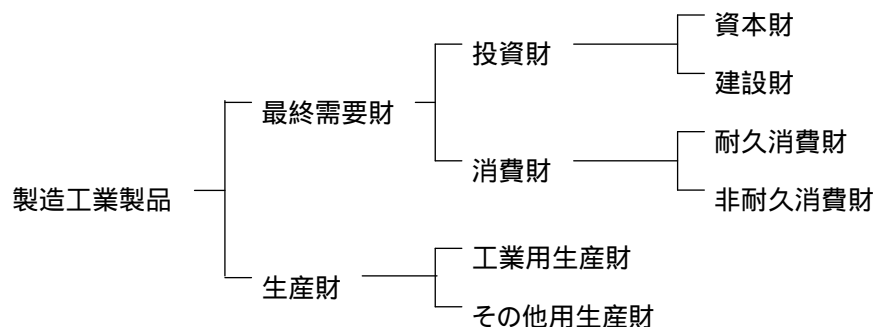 製造工業製品
最終需要財
投資財
資本財
建設財
消費財
耐久消費財
非耐久消費財
生産財
工業用生産財
その他用生産財